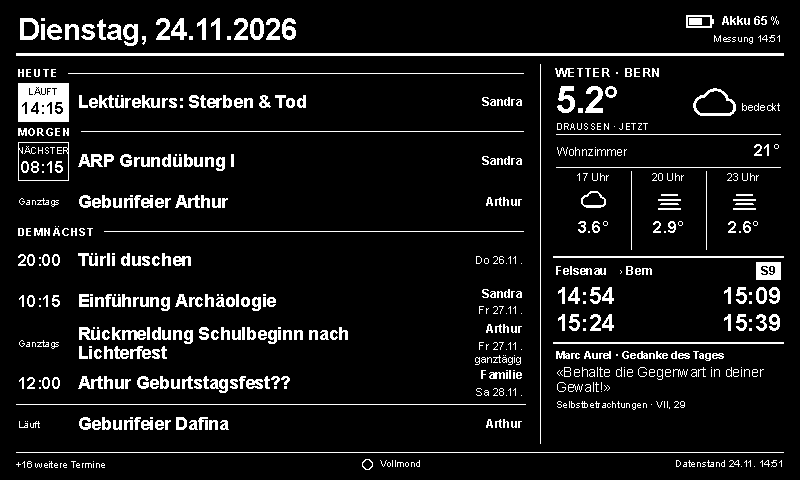 Dienstag, 24.11.2026
Akku 65 %
Messung 14:51
HEUTE
LÄUFT
14:15
Lektürekurs: Sterben & Tod
Sandra
MORGEN
NÄCHSTER
08:15
ARP Grundübung I
Sandra
Ganztags
Geburifeier Arthur
Arthur
DEMNÄCHST
20:00
Türli duschen
Do 26.11.
10:15
Einführung Archäologie
Sandra
Fr 27.11.
Ganztags
Rückmeldung Schulbeginn nach
Lichterfest
Arthur
Fr 27.11.
ganztägig
12:00
Arthur Geburtstagsfest??
Familie
Sa 28.11.
Läuft
Geburifeier Dafina
Arthur
WETTER · BERN
5.2°
bedeckt
DRAUSSEN · JETZT
Wohnzimmer
21°
17 Uhr
20 Uhr
23 Uhr
3.6°
2.9°
2.6°
Felsenau › Bern
S9
14:54
15:09
15:24
15:39
Marc Aurel · Gedanke des Tages
«Behalte die Gegenwart in deiner
Gewalt!»
Selbstbetrachtungen · VII, 29
+16 weitere Termine
Vollmond
Datenstand 24.11. 14:51